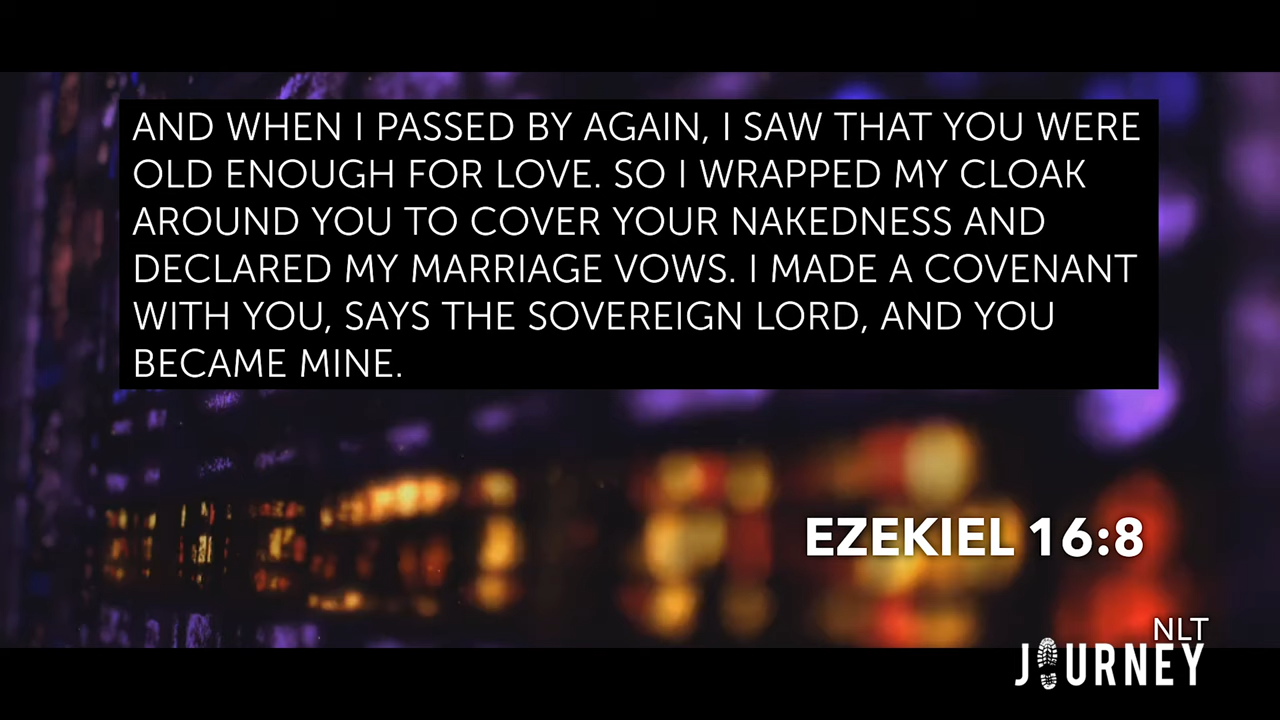 AND WHEN I PASSED BY AGAIN, I SAW THAT YOU WERE
OLD ENOUGH FOR LOVE. SO I WRAPPED MY CLOAK
AROUND YOU TO COVER YOUR NAKEDNESS AND
DECLARED MY MARRIAGE VOWS. I MADE A COVENANT
WITH YOU, SAYS THE SOVEREIGN LORD, AND YOU
BECAME MINE.
EZEKIEL 16:8
NLT
JOURNEY